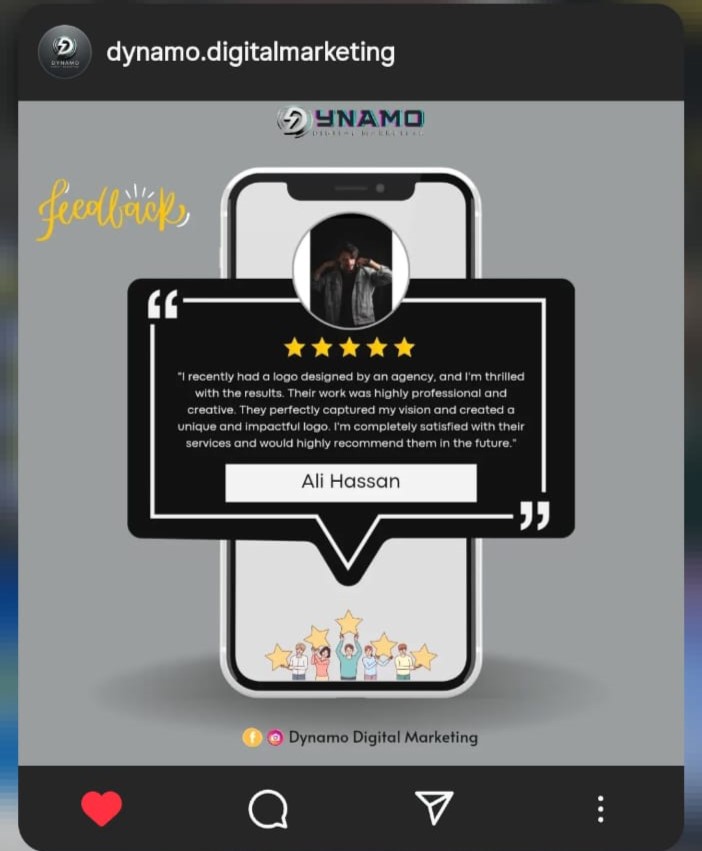 dynamo.digitalmarketing
DYNAMO
YNAMO
DIGITAL MARKETING
feedback
"I recently had a logo designed by an agency, and I'm thrilled
with the results. Their work was highly professional and
creative. They perfectly captured my vision and created a
unique and impactful logo. I'm completely satisfied with their
services and would highly recommend them in the future."
Ali Hassan
Dynamo Digital Marketing